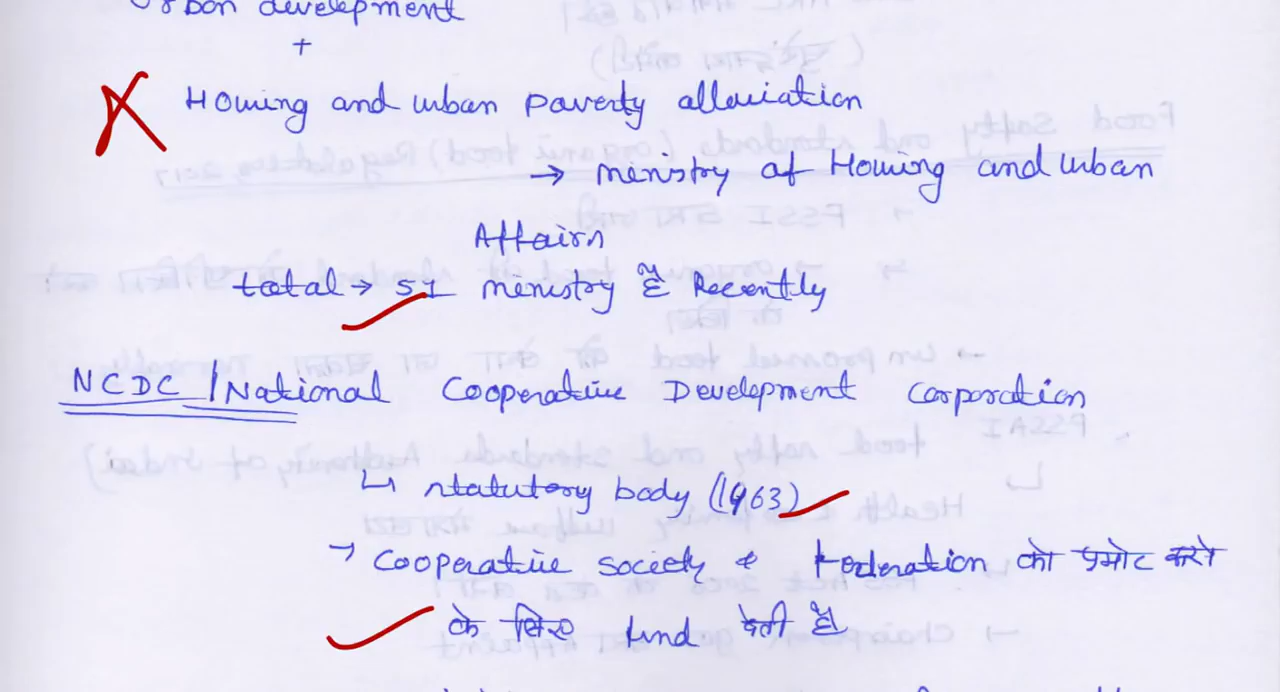 Urban development
+
Housing and urban poverty alleviation
→ ministry of Housing and urban
Affairs
total → 51 ministry हैं Recently
NCDC / National Cooperative Development Corporation
↳ statutory body (1963)
→ Cooperative society & Federation को प्रमोट करने
के लिए fund देती है।